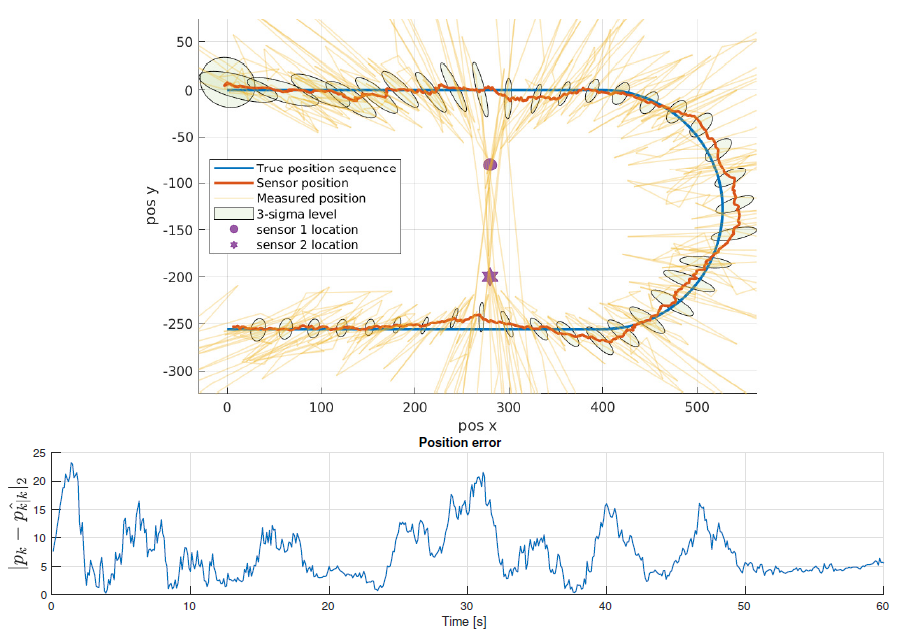 50
0
-50
-100
-150
-200
-250
-300
pos y
True position sequence
Sensor position
Measured position
3-sigma level
sensor 1 location
sensor 2 location
0 100 200 300 400 500
pos x
Position error
25
20
15
10
5
0
|p_k − \hat{p_{k|k}}|_2
0 10 20 30 40 50 60
Time [s]